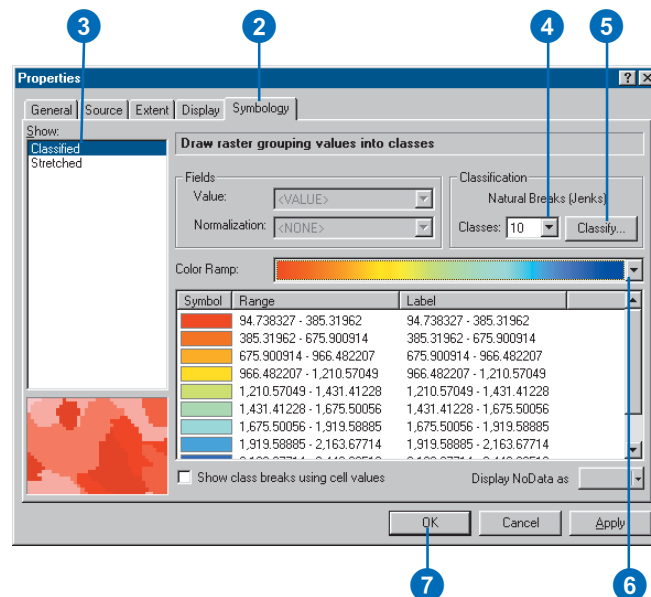 3 2 4 5
Properties
General Source Extent Display Symbology
Show:
Classified
Stretched
Draw raster grouping values into classes
Fields
Value: <VALUE>
Normalization: <NONE>
Classification
Natural Breaks (Jenks)
Classes: 10 Classify...
Color Ramp:
Symbol Range Label
94.738327 - 385.31962 94.738327 - 385.31962
385.31962 - 675.900914 385.31962 - 675.900914
675.900914 - 966.482207 675.900914 - 966.482207
966.482207 - 1,210.57049 966.482207 - 1,210.57049
1,210.57049 - 1,431.41228 1,210.57049 - 1,431.41228
1,431.41228 - 1,675.50056 1,431.41228 - 1,675.50056
1,675.50056 - 1,919.58885 1,675.50056 - 1,919.58885
1,919.58885 - 2,163.67714 1,919.58885 - 2,163.67714
Show class breaks using cell values
Display NoData as
OK Cancel Apply
7 6